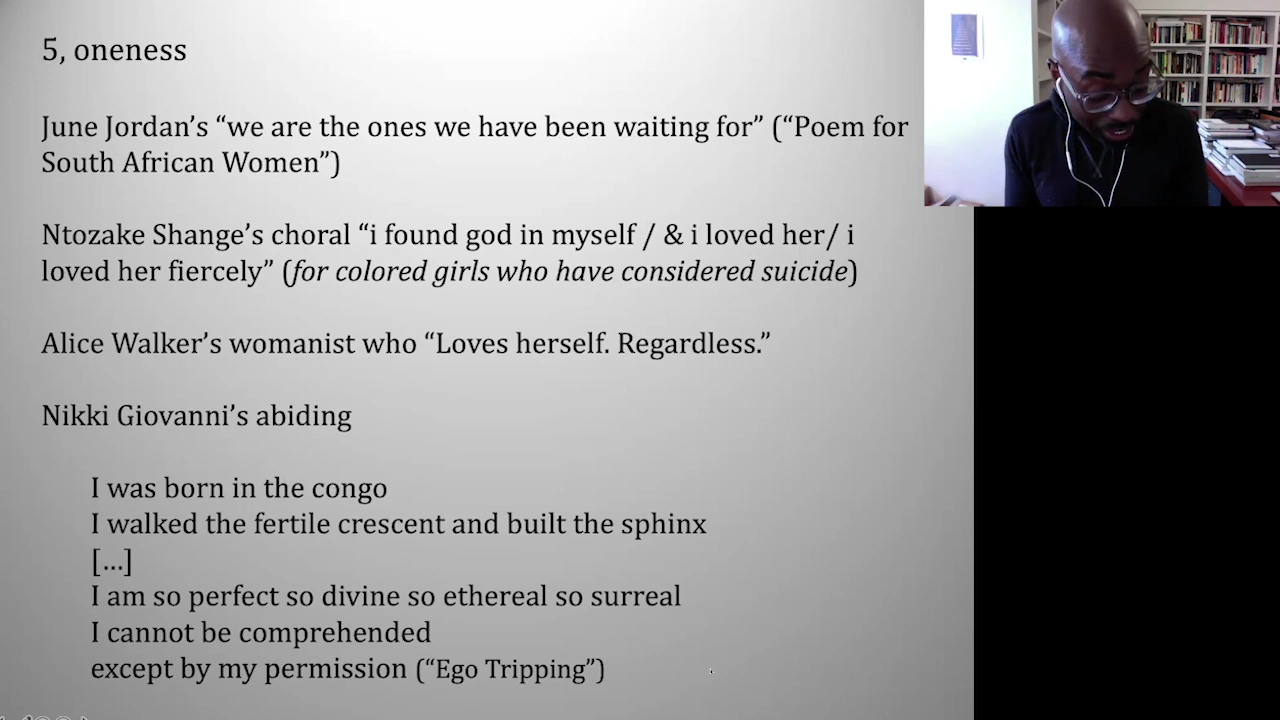 5, oneness
June Jordan’s “we are the ones we have been waiting for” (“Poem for
South African Women”)
Ntozake Shange’s choral “i found god in myself / & i loved her/ i
loved her fiercely” (for colored girls who have considered suicide)
Alice Walker’s womanist who “Loves herself. Regardless.”
Nikki Giovanni’s abiding
I was born in the congo
I walked the fertile crescent and built the sphinx
[…]
I am so perfect so divine so ethereal so surreal
I cannot be comprehended
except by my permission (“Ego Tripping”)